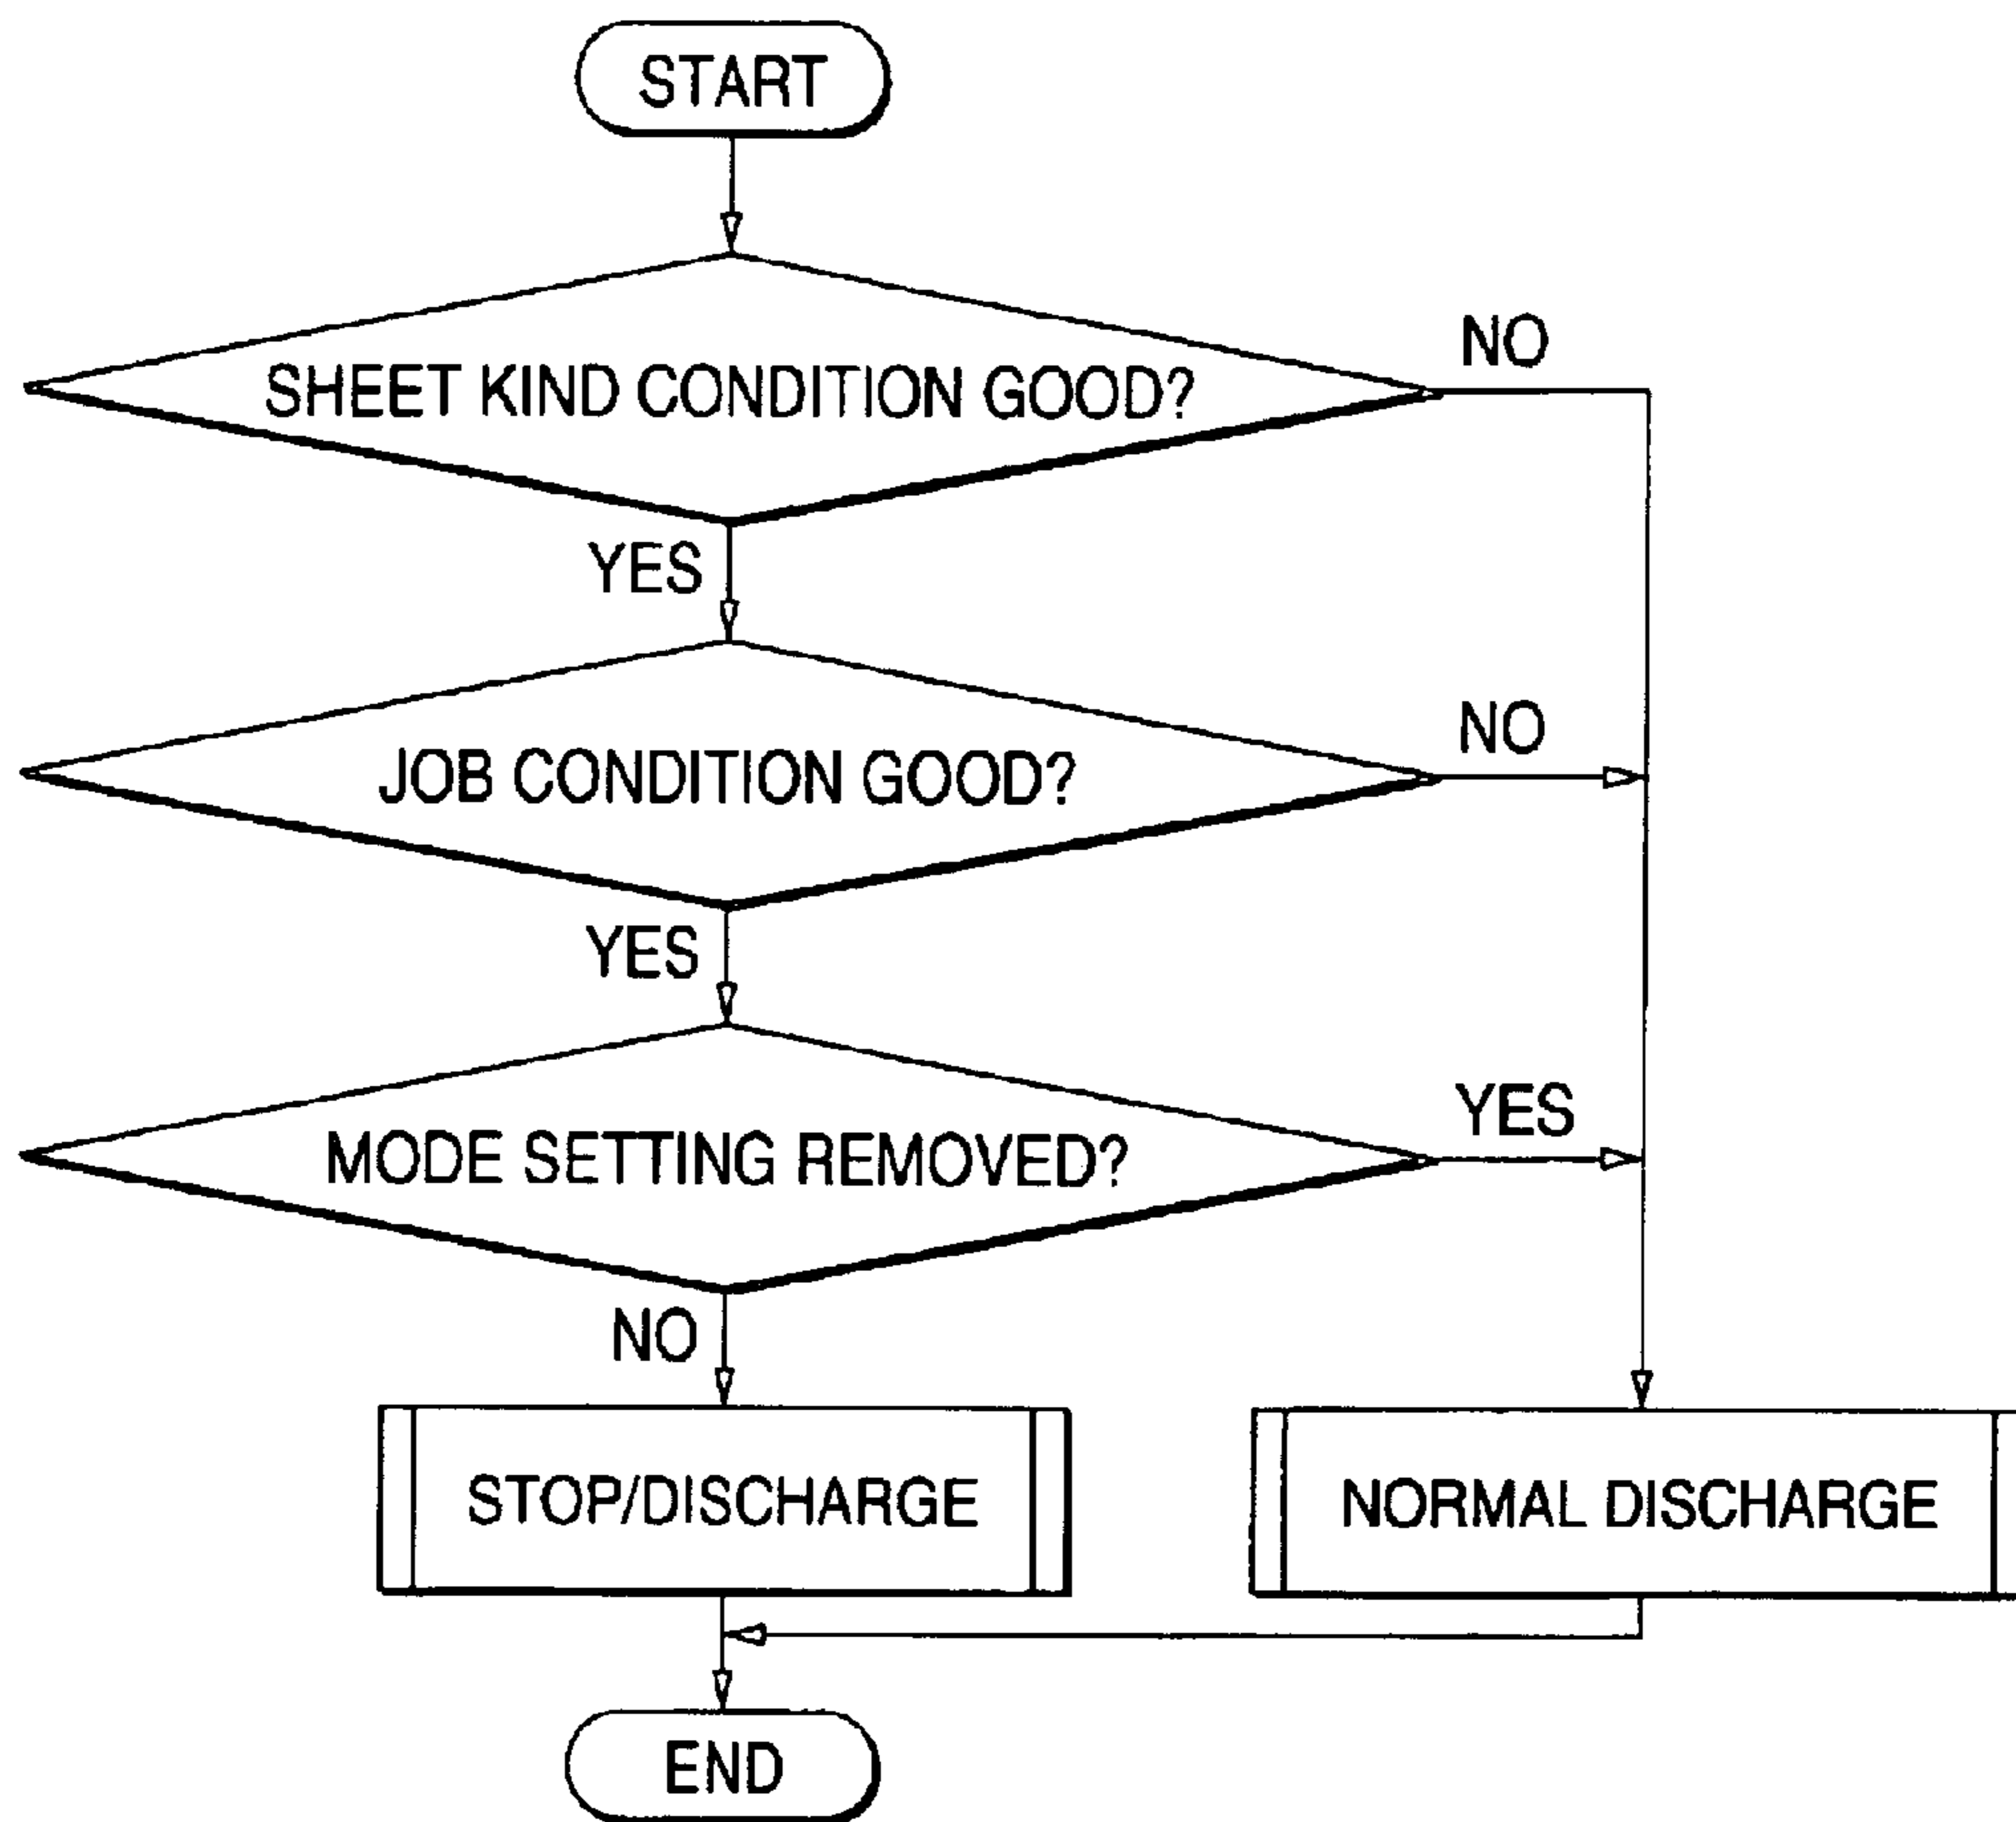 START
SHEET KIND CONDITION GOOD?
NO
YES
JOB CONDITION GOOD?
NO
YES
MODE SETTING REMOVED?
YES
NO
STOP/DISCHARGE
NORMAL DISCHARGE
END